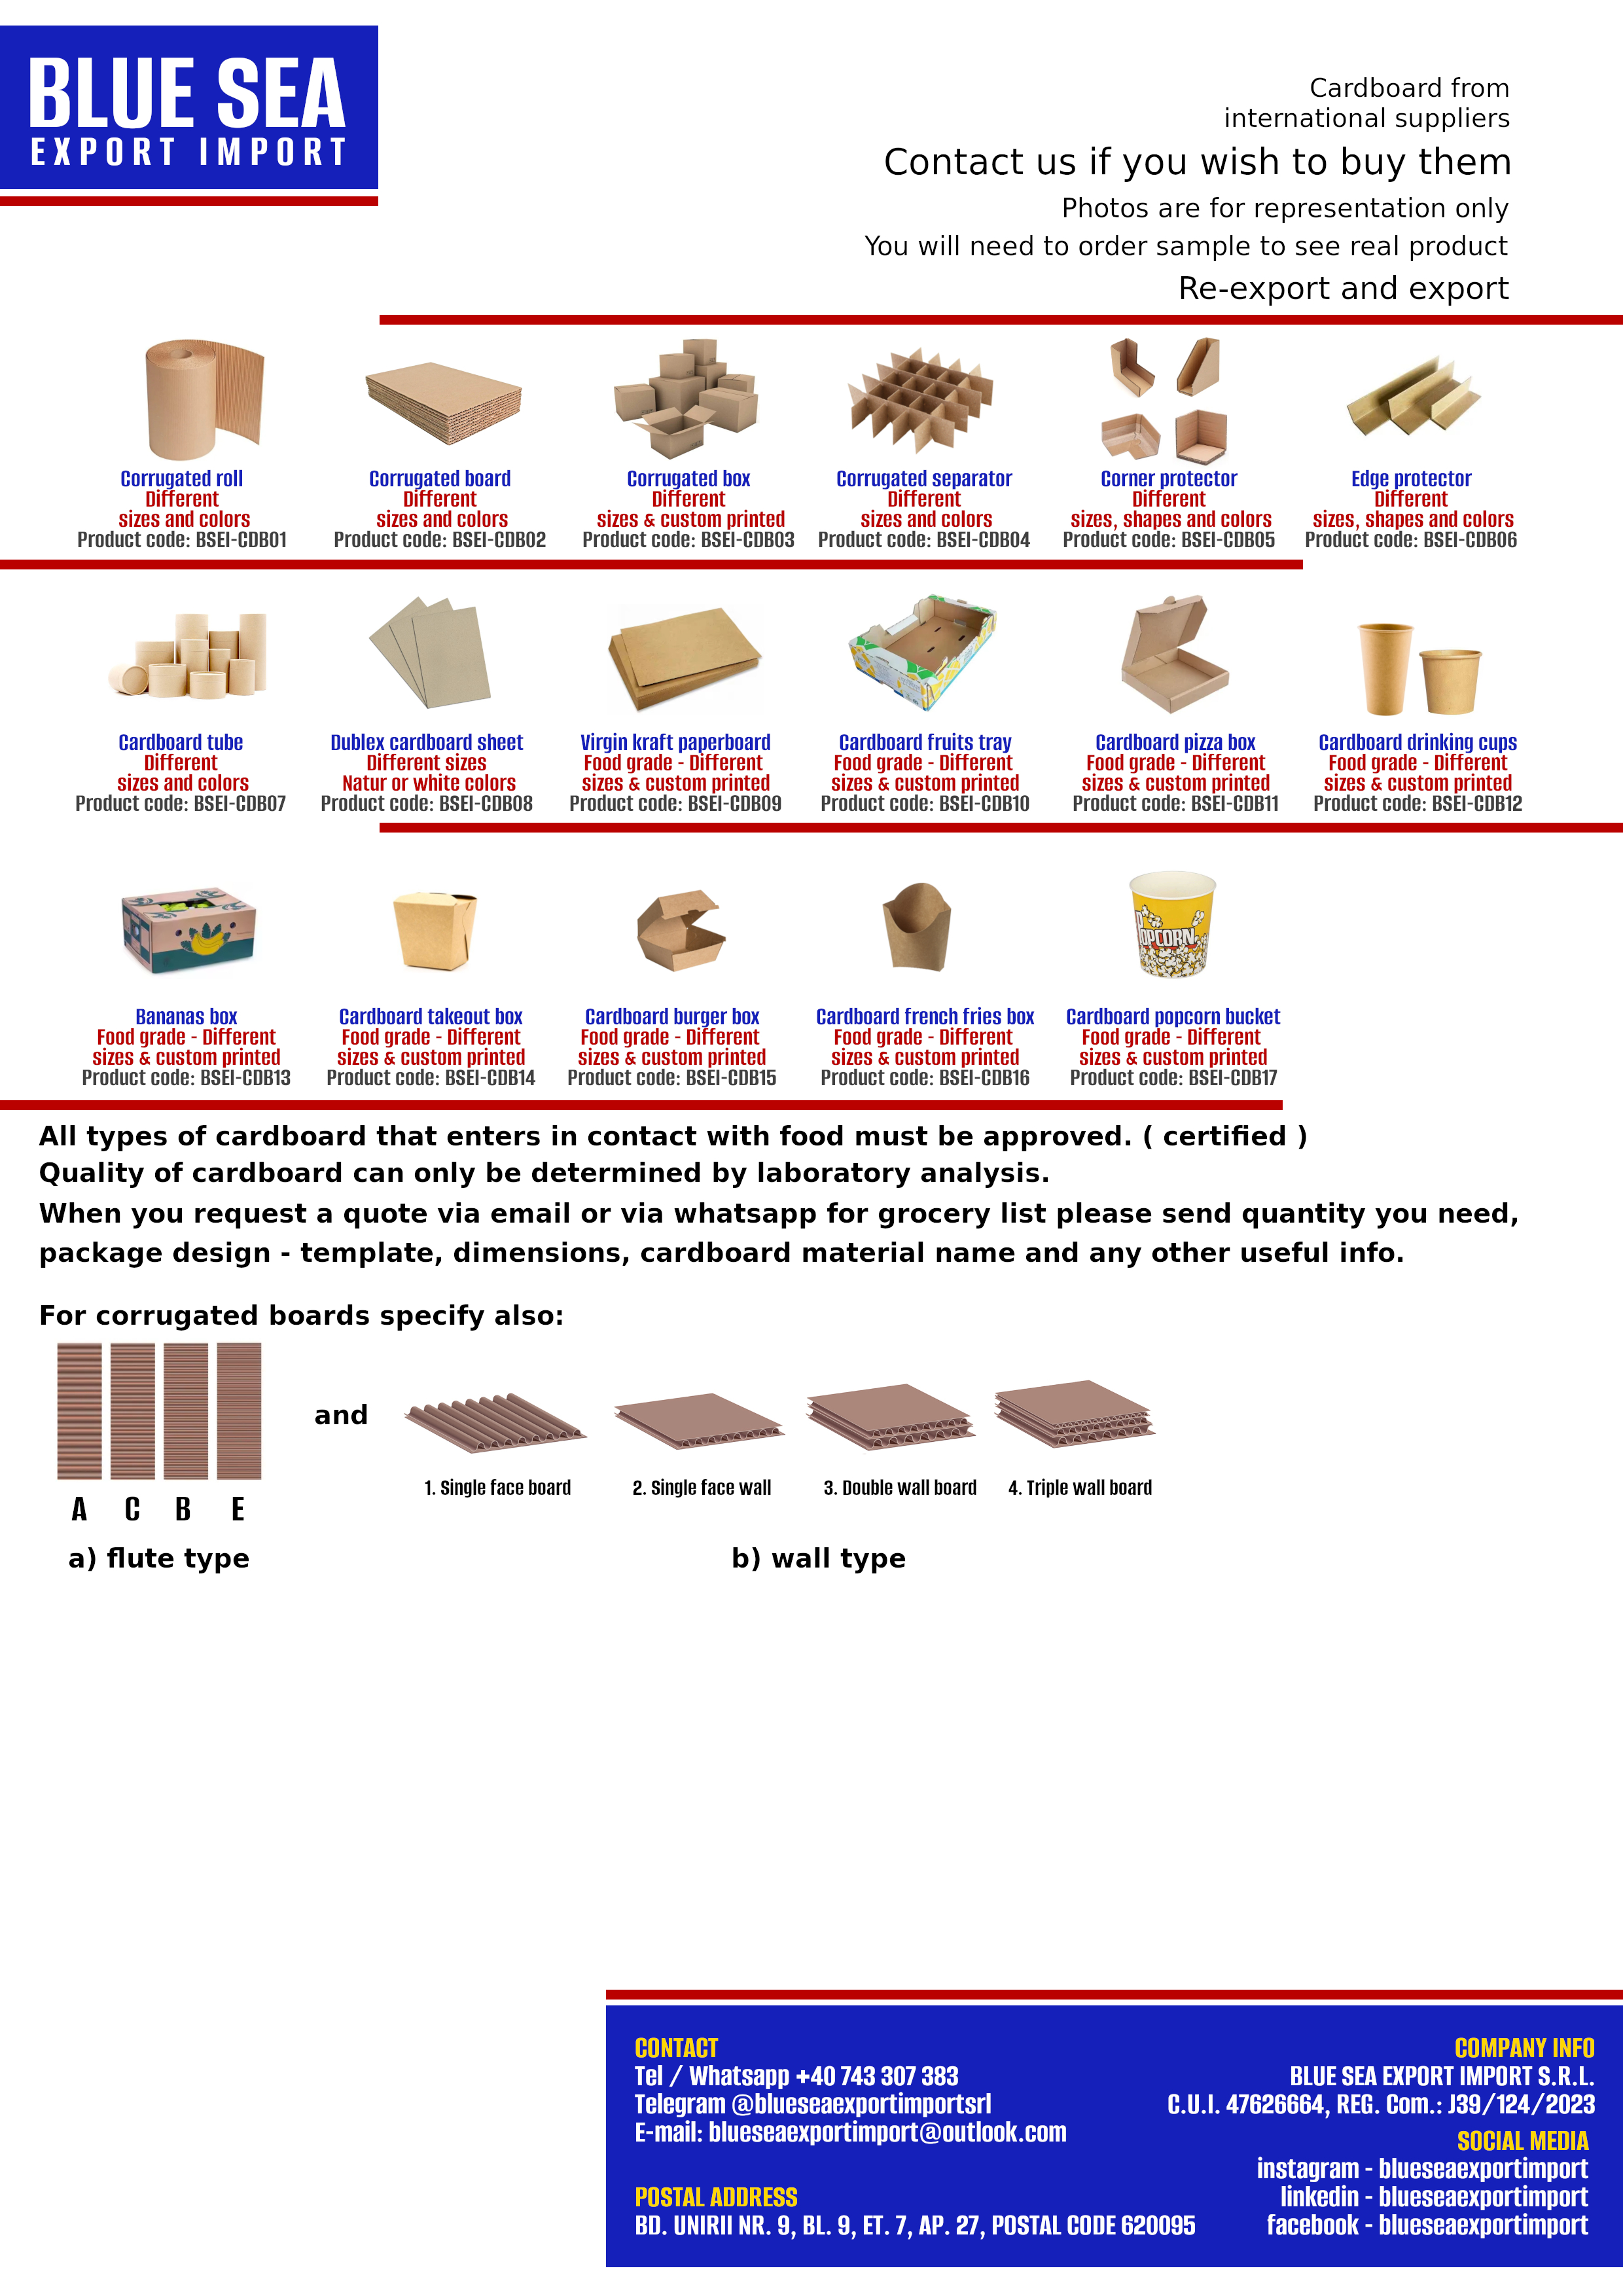 BLUE SEA
EXPORT IMPORT
Cardboard from
international suppliers
Contact us if you wish to buy them
Photos are for representation only
You will need to order sample to see real product
Re-export and export
Corrugated roll
Different
sizes and colors
Product code: BSEI-CDB01
Corrugated board
Different
sizes and colors
Product code: BSEI-CDB02
Corrugated box
Different
sizes & custom printed
Product code: BSEI-CDB03
Corrugated separator
Different
sizes and colors
Product code: BSEI-CDB04
Corner protector
Different
sizes, shapes and colors
Product code: BSEI-CDB05
Edge protector
Different
sizes, shapes and colors
Product code: BSEI-CDB06
Cardboard tube
Different
sizes and colors
Product code: BSEI-CDB07
Dublex cardboard sheet
Different sizes
Natur or white colors
Product code: BSEI-CDB08
Virgin kraft paperboard
Food grade - Different
sizes & custom printed
Product code: BSEI-CDB09
Cardboard fruits tray
Food grade - Different
sizes & custom printed
Product code: BSEI-CDB10
Cardboard pizza box
Food grade - Different
sizes & custom printed
Product code: BSEI-CDB11
Cardboard drinking cups
Food grade - Different
sizes & custom printed
Product code: BSEI-CDB12
POPCORN
Bananas box
Food grade - Different
sizes & custom printed
Product code: BSEI-CDB13
Cardboard takeout box
Food grade - Different
sizes & custom printed
Product code: BSEI-CDB14
Cardboard burger box
Food grade - Different
sizes & custom printed
Product code: BSEI-CDB15
Cardboard french fries box
Food grade - Different
sizes & custom printed
Product code: BSEI-CDB16
Cardboard popcorn bucket
Food grade - Different
sizes & custom printed
Product code: BSEI-CDB17
All types of cardboard that enters in contact with food must be approved. ( certified )
Quality of cardboard can only be determined by laboratory analysis.
When you request a quote via email or via whatsapp for grocery list please send quantity you need,
package design - template, dimensions, cardboard material name and any other useful info.
For corrugated boards specify also:
and
1. Single face board
2. Single face wall
3. Double wall board
4. Triple wall board
A C B E
a) flute type
b) wall type
CONTACT
Tel / Whatsapp +40 743 307 383
Telegram @blueseaexportimportsrl
E-mail: blueseaexportimport@outlook.com
POSTAL ADDRESS
BD. UNIRII NR. 9, BL. 9, ET. 7, AP. 27, POSTAL CODE 620095
COMPANY INFO
BLUE SEA EXPORT IMPORT S.R.L.
C.U.I. 47626664, REG. Com.: J39/124/2023
SOCIAL MEDIA
instagram - blueseaexportimport
linkedin - blueseaexportimport
facebook - blueseaexportimport